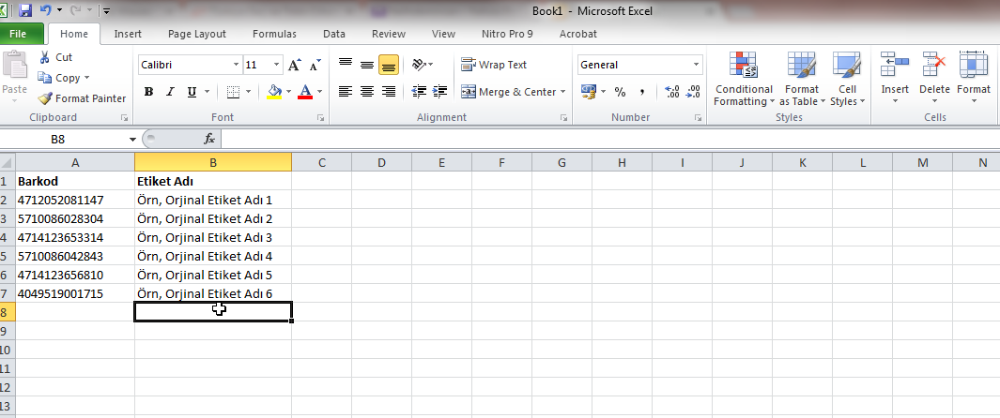 Book1 - Microsoft Excel
File Home Insert Page Layout Formulas Data Review View Nitro Pro 9 Acrobat
Paste
Cut
Copy
Format Painter
Clipboard
Calibri 11
B I U
Font
Wrap Text
Merge & Center
Alignment
General
% ,
Number
Conditional Formatting
Format as Table
Cell Styles
Styles
Insert Delete Format
Cells
B8 fx
A B C D E F G H I J K L M N
1 Barkod Etiket Adı
2 4712052081147 Örn, Orjinal Etiket Adı 1
3 5710086028304 Örn, Orjinal Etiket Adı 2
4 4714123653314 Örn, Orjinal Etiket Adı 3
5 5710086042843 Örn, Orjinal Etiket Adı 4
6 4714123656810 Örn, Orjinal Etiket Adı 5
7 4049519001715 Örn, Orjinal Etiket Adı 6
8
9
10
11
12
13